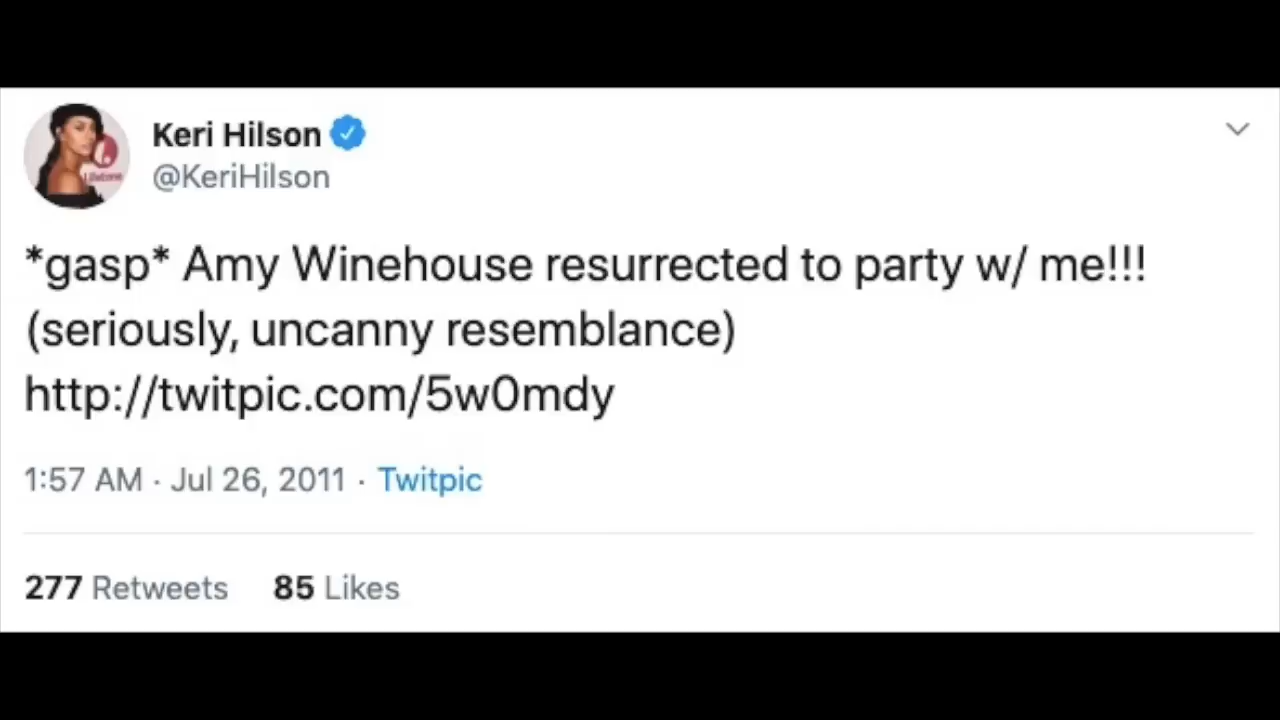 Keri Hilson
@KeriHilson
*gasp* Amy Winehouse resurrected to party w/ me!!!
(seriously, uncanny resemblance)
http://twitpic.com/5w0mdy
1:57 AM · Jul 26, 2011 · Twitpic
277 Retweets 85 Likes